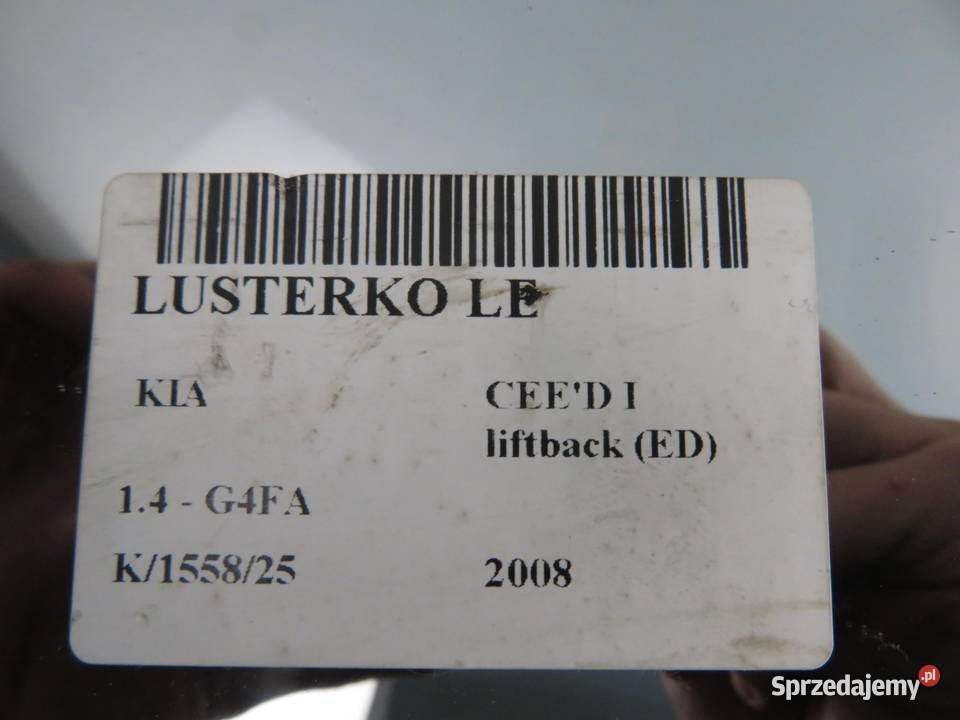 LUSTERKO LE
KIA CEE'D I
liftback (ED)
1.4 - G4FA
K/1558/25 2008
Sprzedajemy.pl